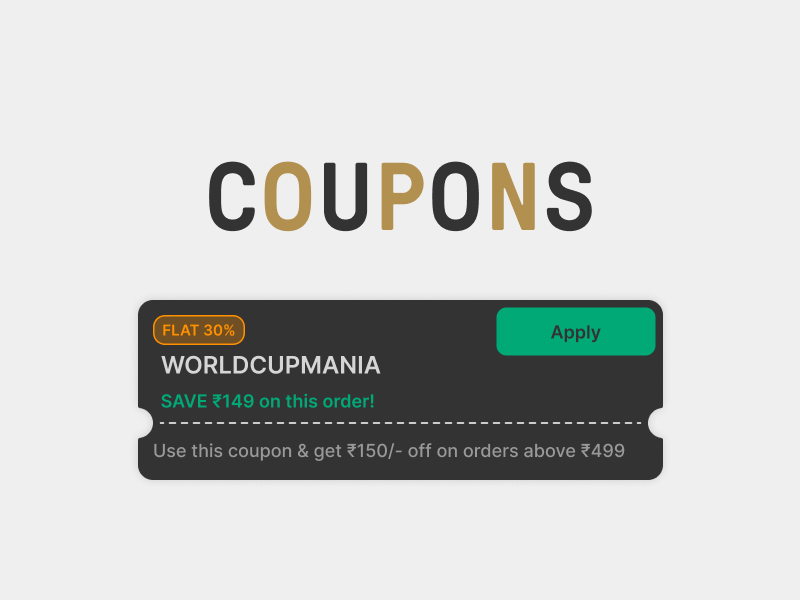 COUPONS
FLAT 30%
Apply
WORLDCUPMANIA
SAVE ₹149 on this order!
Use this coupon & get ₹150/- off on orders above ₹499